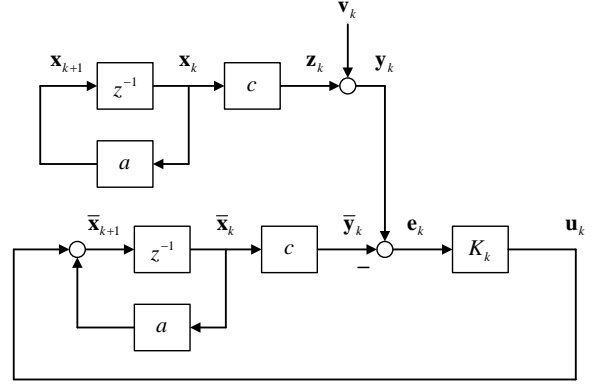 v_k
x_{k+1} z^{-1} x_k c z_k y_k
a
x̄_{k+1} z^{-1} x̄_k c ȳ_k − e_k K_k u_k
a